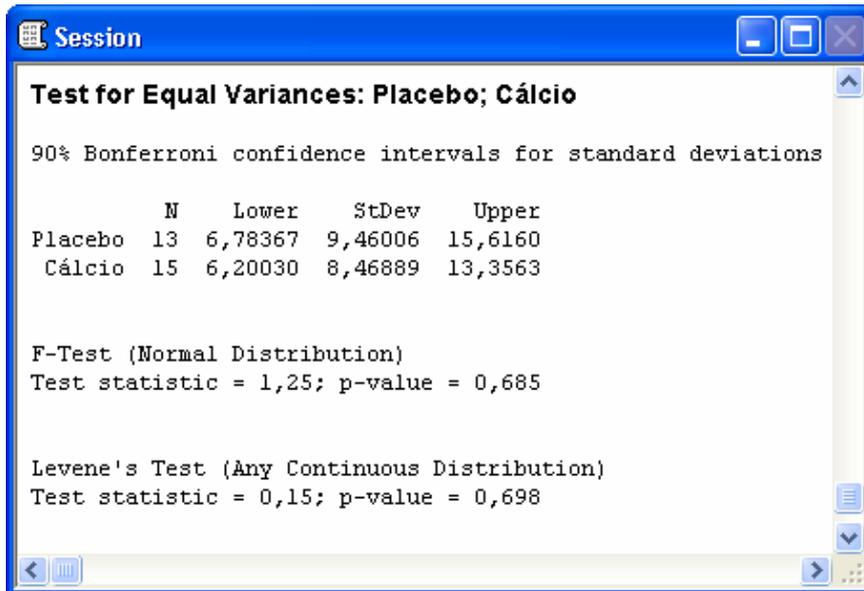 Session
Test for Equal Variances: Placebo; Cálcio
90% Bonferroni confidence intervals for standard deviations
N Lower StDev Upper
Placebo 13 6,78367 9,46006 15,6160
Cálcio 15 6,20030 8,46889 13,3563
F-Test (Normal Distribution)
Test statistic = 1,25; p-value = 0,685
Levene's Test (Any Continuous Distribution)
Test statistic = 0,15; p-value = 0,698